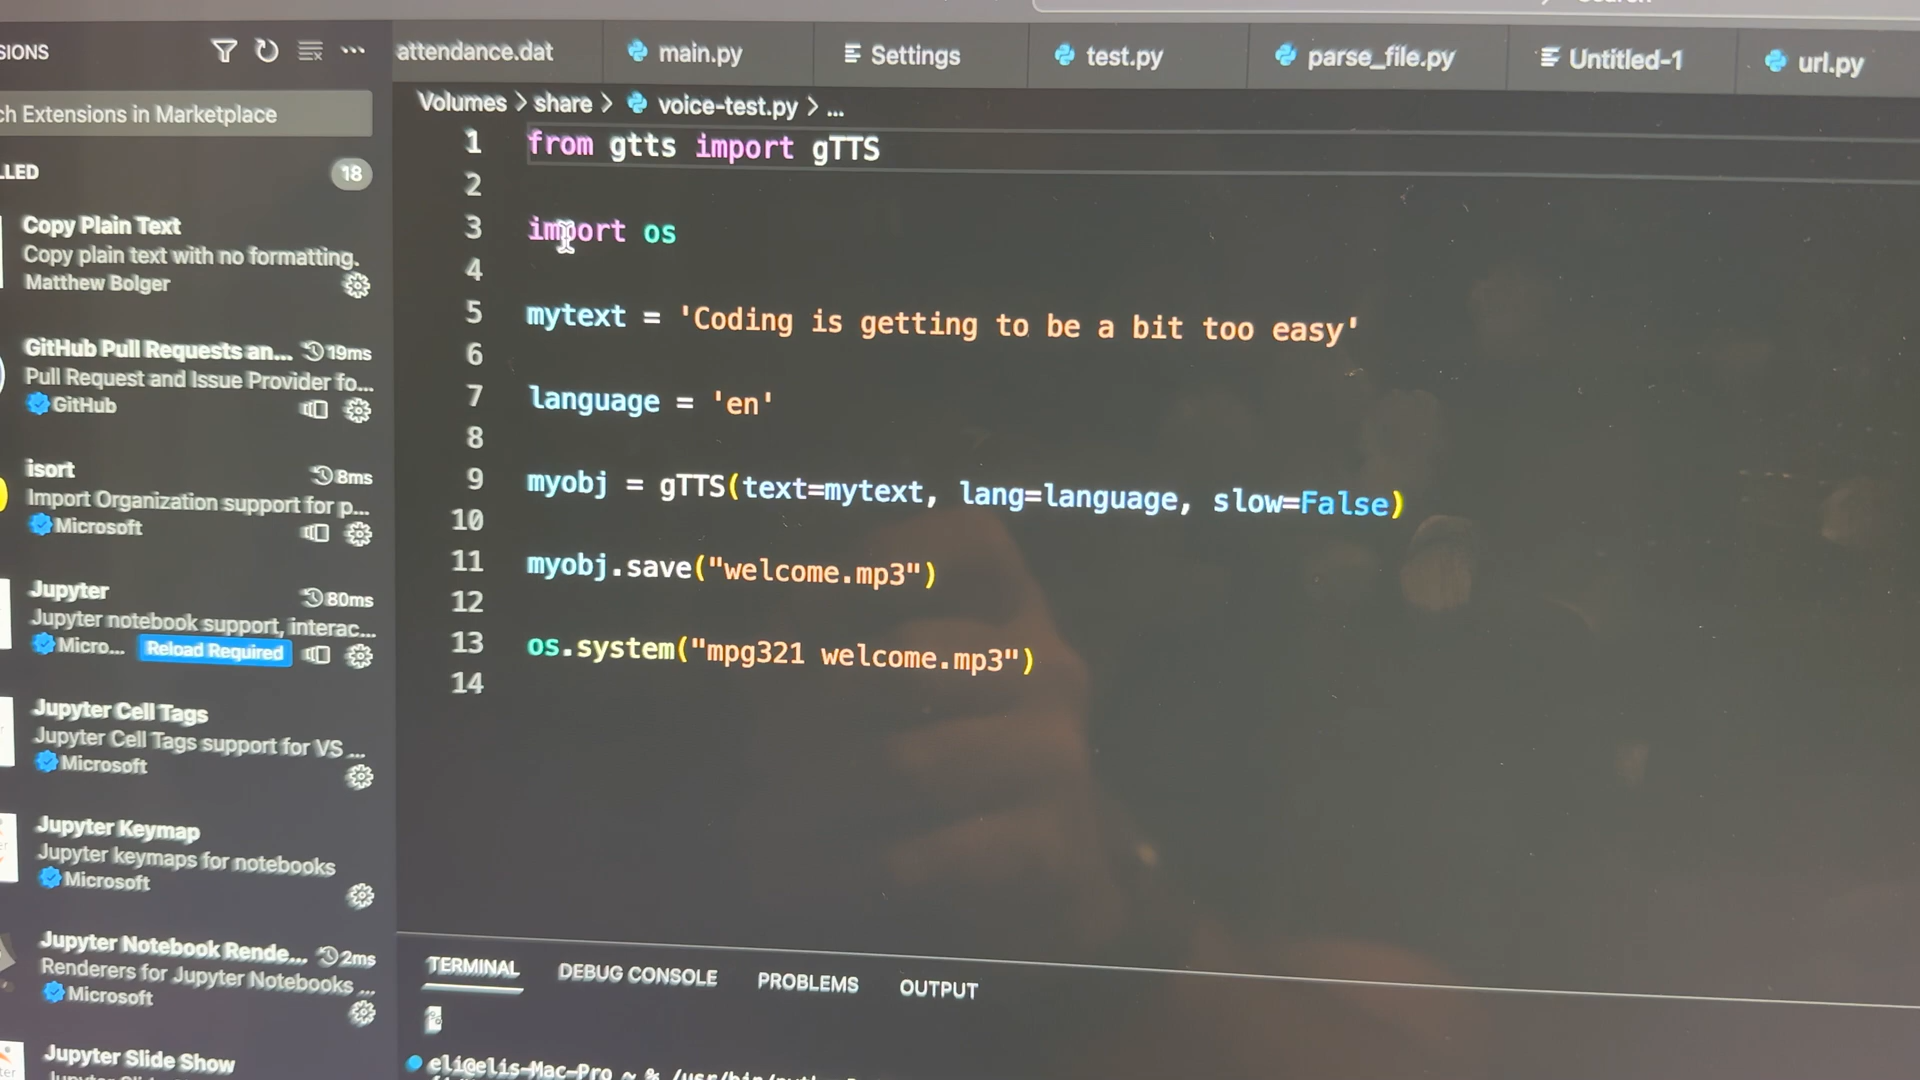 attendance.dat
main.py
Settings
test.py
parse_file.py
Untitled-1
url.py
Extensions in Marketplace
18
Copy Plain Text
Copy plain text with no formatting.
Matthew Bolger
GitHub Pull Requests an... 19ms
Pull Request and Issue Provider fo...
GitHub
isort 8ms
Import Organization support for p...
Microsoft
Jupyter 80ms
Jupyter notebook support, interac...
Micro... Reload Required
Jupyter Cell Tags
Jupyter Cell Tags support for VS ...
Microsoft
Jupyter Keymap
Jupyter keymaps for notebooks
Microsoft
Jupyter Notebook Rende... 2ms
Renderers for Jupyter Notebooks ...
Microsoft
Jupyter Slide Show
Volumes > share > voice-test.py > ...
1 from gtts import gTTS
2
3 import os
4
5 mytext = 'Coding is getting to be a bit too easy'
6
7 language = 'en'
8
9 myobj = gTTS(text=mytext, lang=language, slow=False)
10
11 myobj.save("welcome.mp3")
12
13 os.system("mpg321 welcome.mp3")
14
TERMINAL DEBUG CONSOLE PROBLEMS OUTPUT
%
eli@elis-Mac-Pro ~ %